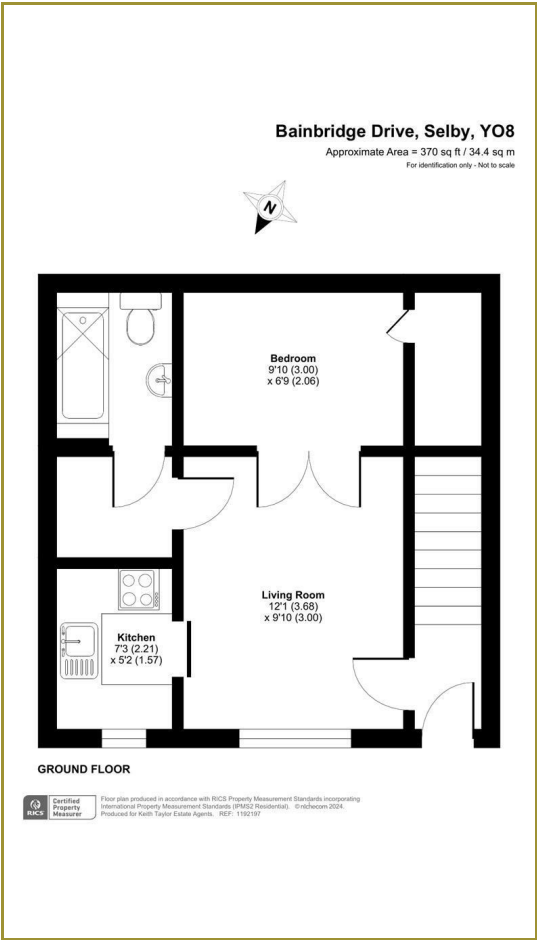 Bainbridge Drive, Selby, YO8
Approximate Area = 370 sq ft / 34.4 sq m
For identification only - Not to scale
N
Bedroom
9'10 (3.00)
x 6'9 (2.06)
Living Room
12'1 (3.68)
x 9'10 (3.00)
Kitchen
7'3 (2.21)
x 5'2 (1.57)
GROUND FLOOR
RICS
Certified
Property
Measurer
Floor plan produced in accordance with RICS Property Measurement Standards incorporating
International Property Measurement Standards (IPMS2 Residential). ©nichecom 2024.
Produced for Keith Taylor Estate Agents. REF: 1192197